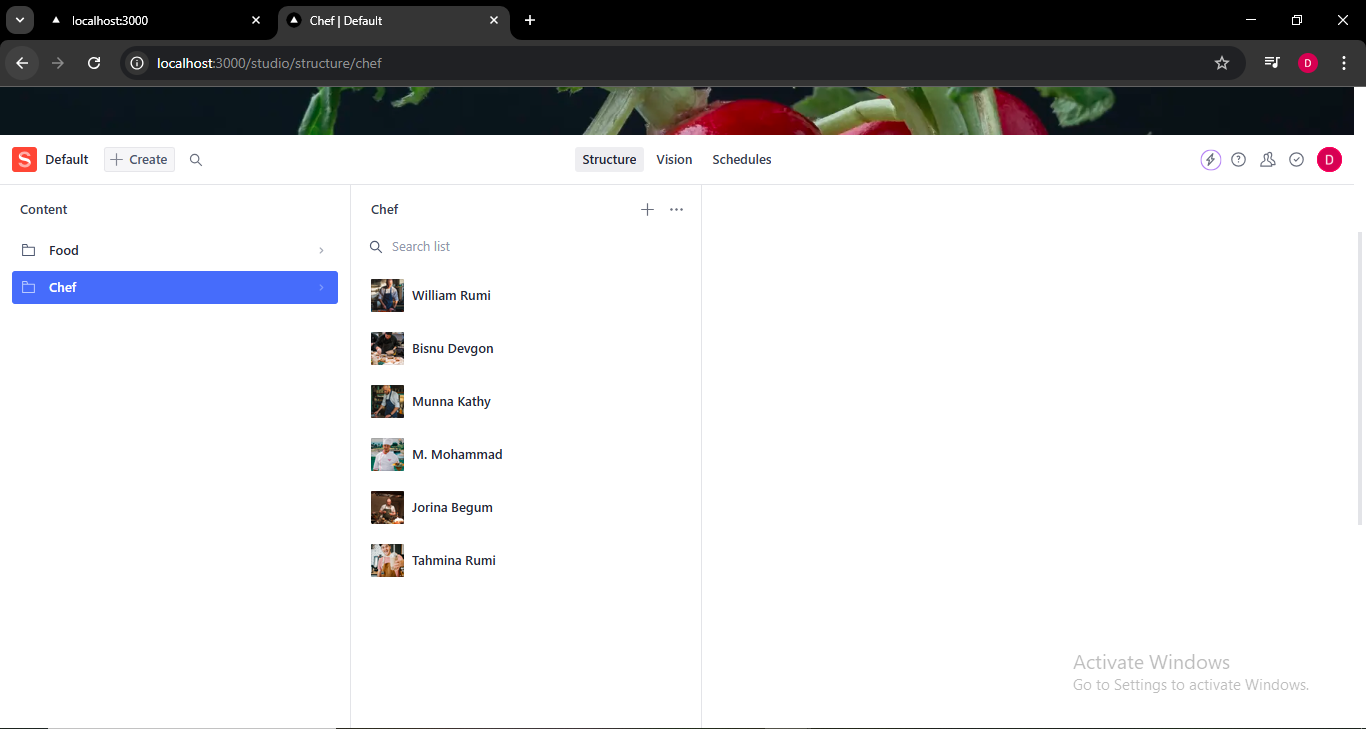 localhost:3000
Chef | Default
localhost:3000/studio/structure/chef
D
S Default
Create
Structure
Vision
Schedules
D
Content
Food
Chef
Chef
Search list
William Rumi
Bisnu Devgon
Munna Kathy
M. Mohammad
Jorina Begum
Tahmina Rumi
Activate Windows
Go to Settings to activate Windows.